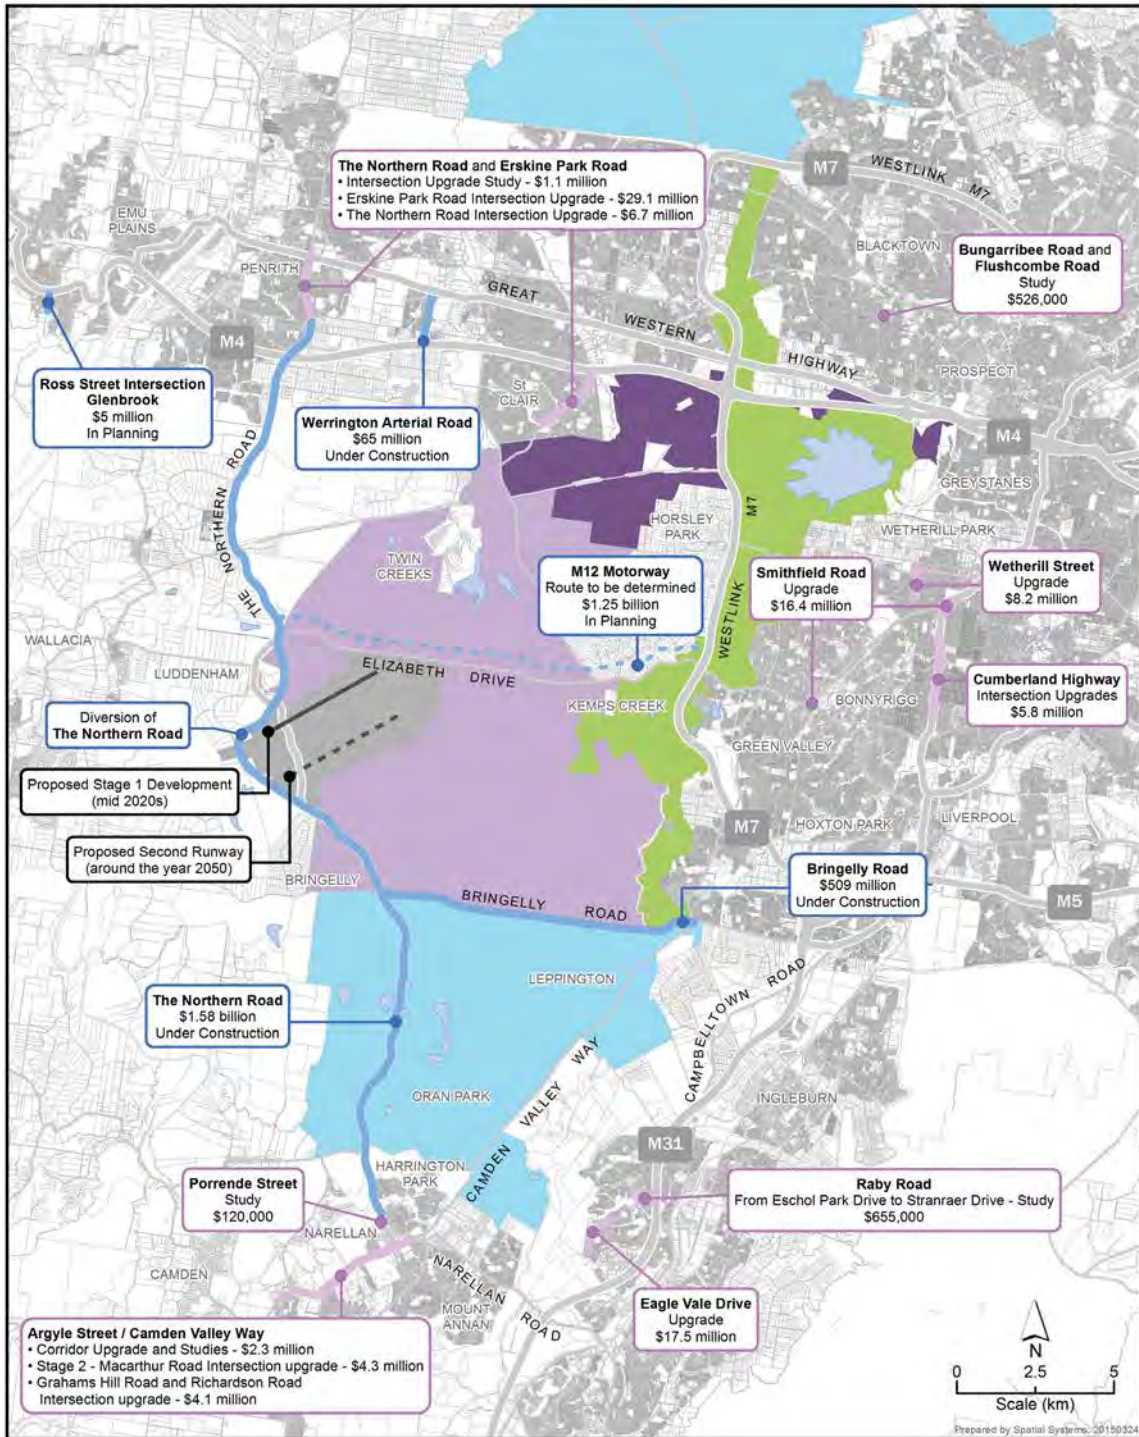 M7
WESTLINK M7
The Northern Road and Erskine Park Road
• Intersection Upgrade Study - $1.1 million
• Erskine Park Road Intersection Upgrade - $29.1 million
• The Northern Road Intersection Upgrade - $6.7 million
EMU
PLAINS
BLACKTOWN
Bungarribee Road and
Flushcombe Road
Study
$526,000
PENRITH
GREAT WESTERN HIGHWAY
M4
PROSPECT
Ross Street Intersection
Glenbrook
$5 million
In Planning
St
CLAIR
Werrington Arterial Road
$65 million
Under Construction
M4
GREYSTANES
THE NORTHERN ROAD
HORSLEY
PARK
WESTLINK M7
WETHERILL PARK
TWIN
CREEKS
M12 Motorway
Route to be determined
$1.25 billion
In Planning
Smithfield Road
Upgrade
$16.4 million
Wetherill Street
Upgrade
$8.2 million
WALLACIA
LUDDENHAM
ELIZABETH DRIVE
KEMPS CREEK
BONNYRIGG
Cumberland Highway
Intersection Upgrades
$5.8 million
Diversion of
The Northern Road
GREEN VALLEY
Proposed Stage 1 Development
(mid 2020s)
M7
HOXTON PARK
LIVERPOOL
Proposed Second Runway
(around the year 2050)
BRINGELLY
BRINGELLY ROAD
Bringelly Road
$509 million
Under Construction
M5
LEPPINGTON
CAMPBELLTOWN ROAD
The Northern Road
$1.58 billion
Under Construction
CAMDEN VALLEY WAY
ORAN PARK
INGLEBURN
M31
HARRINGTON
PARK
Porrende Street
Study
$120,000
Raby Road
From Eschol Park Drive to Stranraer Drive - Study
$655,000
NARELLAN
CAMDEN
NARELLAN ROAD
MOUNT
ANNAN
Eagle Vale Drive
Upgrade
$17.5 million
Argyle Street / Camden Valley Way
• Corridor Upgrade and Studies - $2.3 million
• Stage 2 - Macarthur Road Intersection upgrade - $4.3 million
• Grahams Hill Road and Richardson Road
Intersection upgrade - $4.1 million
N
0 2.5 5
Scale (km)
Prepared by Spatial Systems: 20150324